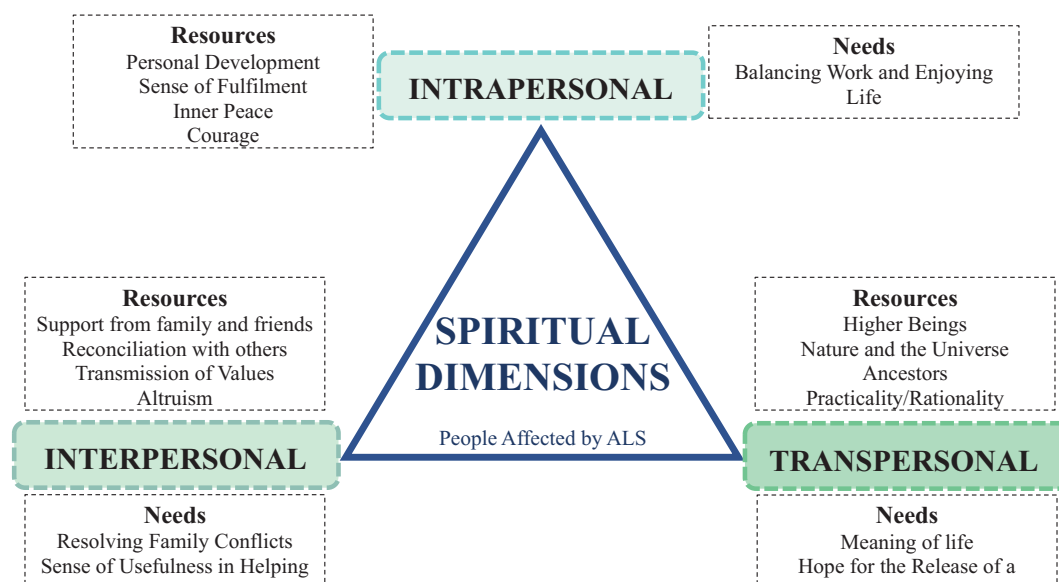 Resources
Personal Development
Sense of Fulfilment
Inner Peace
Courage
INTRAPERSONAL
Needs
Balancing Work and Enjoying
Life
Resources
Support from family and friends
Reconciliation with others
Transmission of Values
Altruism
INTERPERSONAL
Needs
Resolving Family Conflicts
Sense of Usefulness in Helping
SPIRITUAL
DIMENSIONS
People Affected by ALS
Resources
Higher Beings
Nature and the Universe
Ancestors
Practicality/Rationality
TRANSPERSONAL
Needs
Meaning of life
Hope for the Release of a